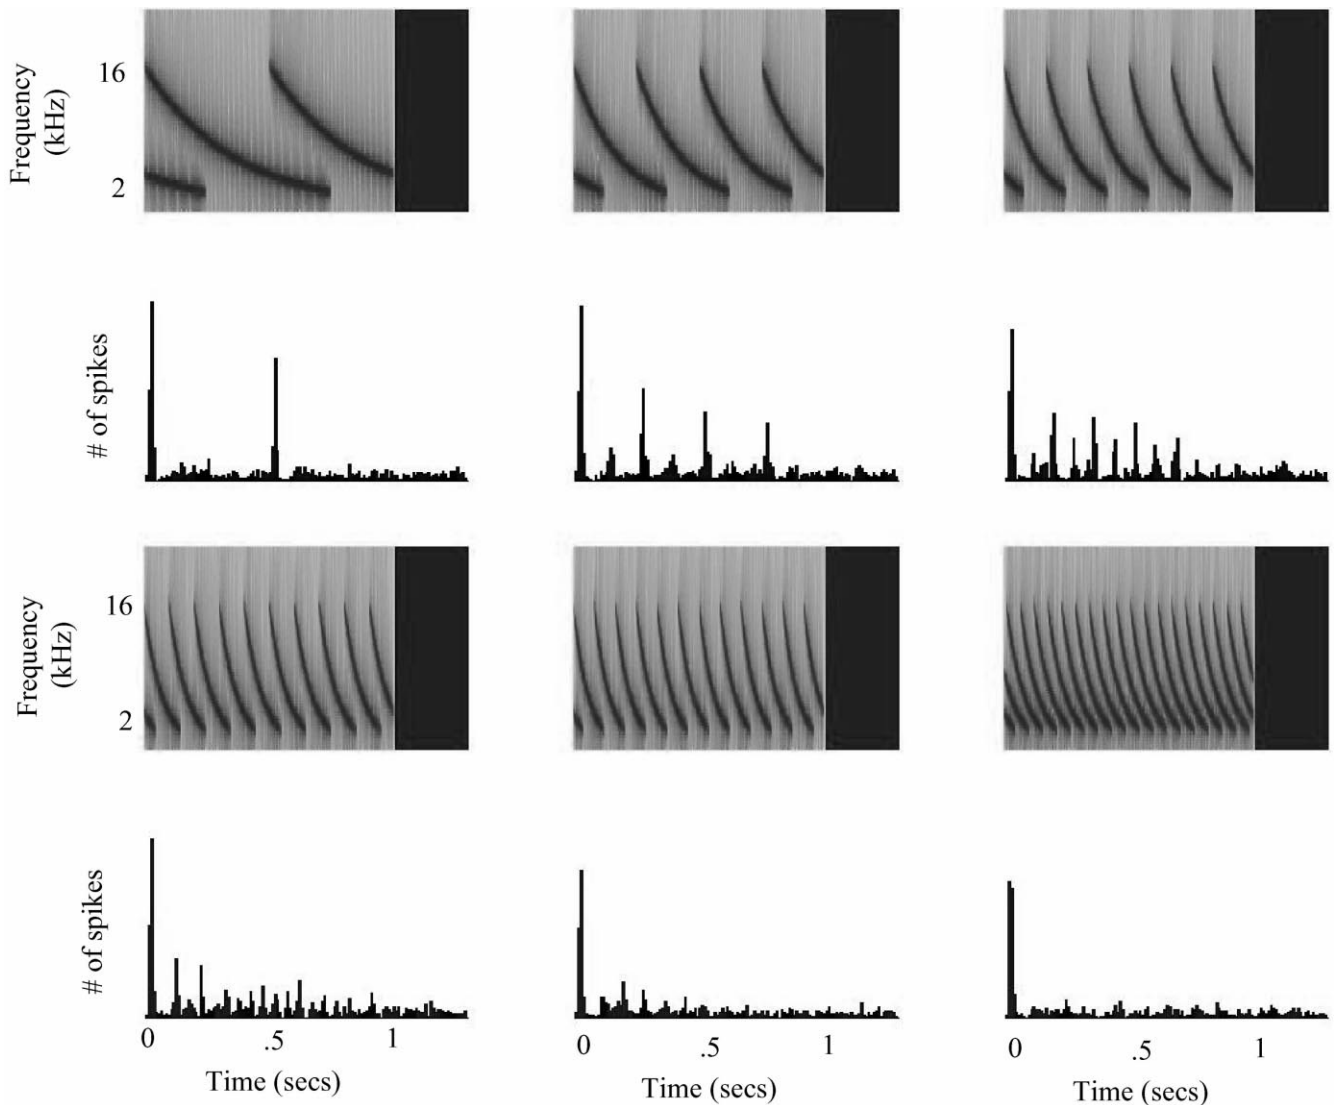 Frequency
(kHz)
16
2
# of spikes
Frequency
(kHz)
16
2
# of spikes
0 .5 1
Time (secs)
0 .5 1
Time (secs)
0 .5 1
Time (secs)